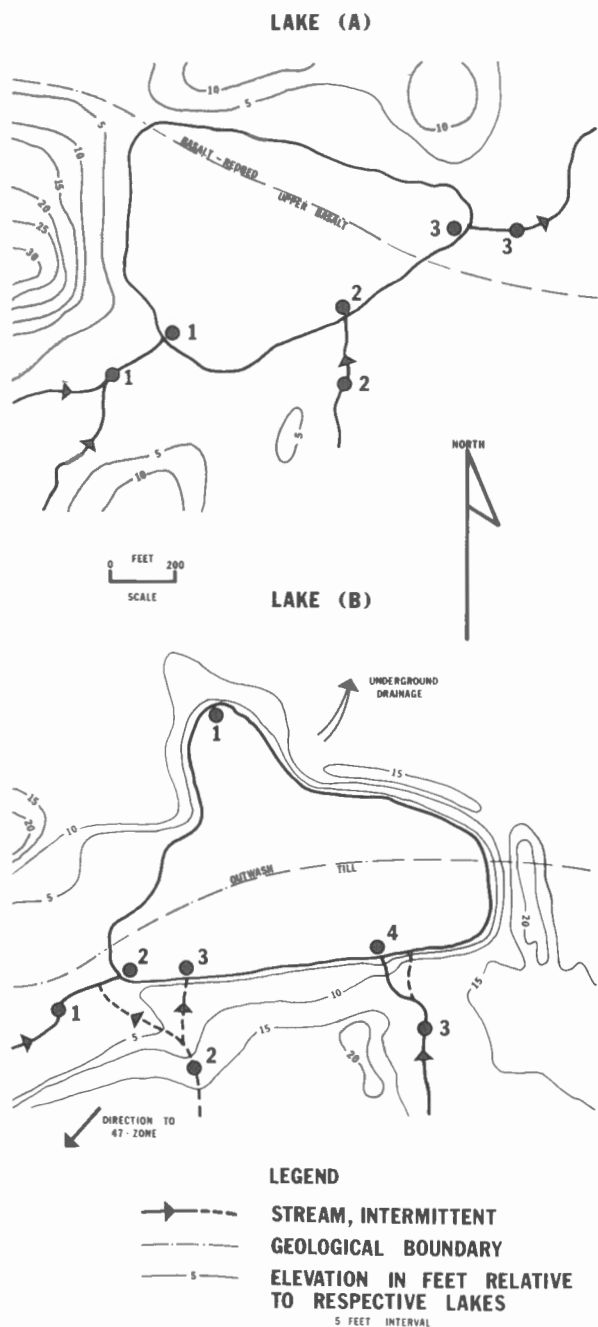 LAKE (A)
10
5
10
5
10
15
20
25
30
BASALT-REDBED
UPPER BASALT
3
3
2
1
1
2
5
5
10
NORTH
0 FEET 200
SCALE
LAKE (B)
UNDERGROUND
DRAINAGE
1
15
15
20
10
5
OUTWASH TILL
20
4
2
3
1
15
10
5
15
3
20
2
DIRECTION TO
47-ZONE
LEGEND
STREAM, INTERMITTENT
GEOLOGICAL BOUNDARY
5
ELEVATION IN FEET RELATIVE
TO RESPECTIVE LAKES
5 FEET INTERVAL